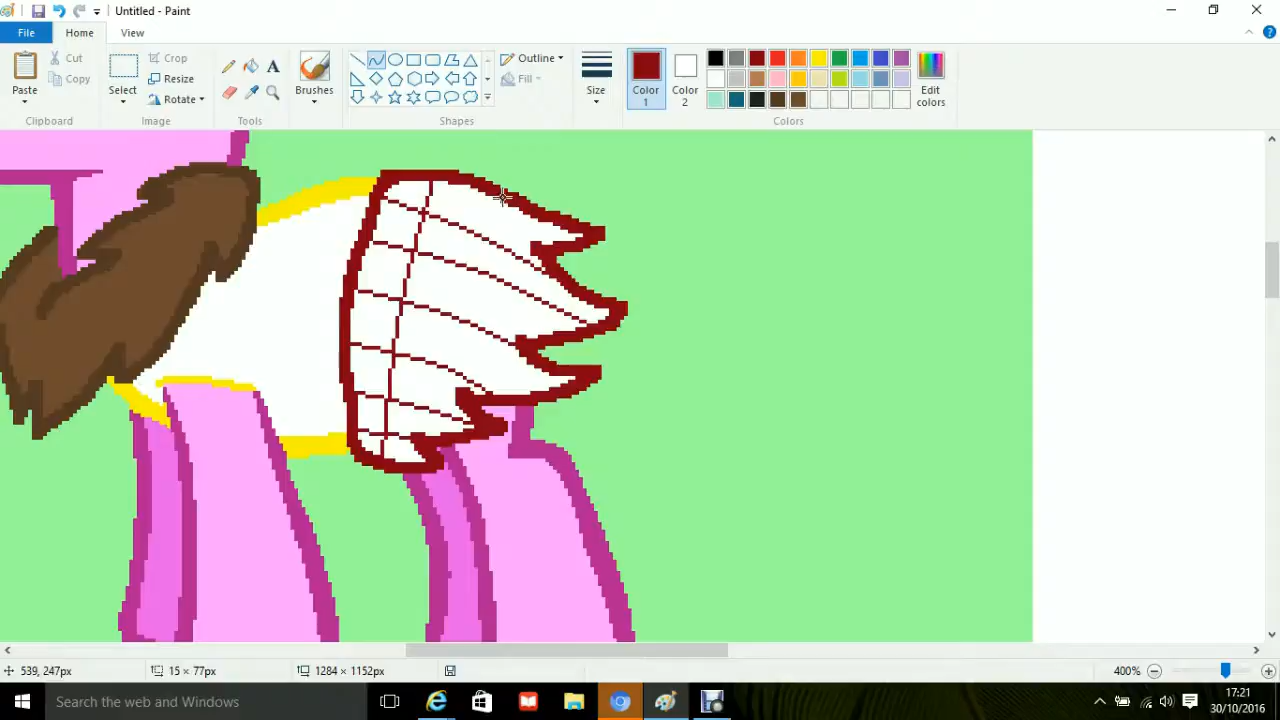 Untitled - Paint
File
Home
View
Paste
Cut
Copy
Clipboard
Select
Crop
Resize
Rotate
Image
Tools
Brushes
Outline
Fill
Shapes
Size
Color
1
Color
2
Edit
colors
Colors
539, 247px
15 × 77px
1284 × 1152px
400%
Search the web and Windows
17:21
30/10/2016